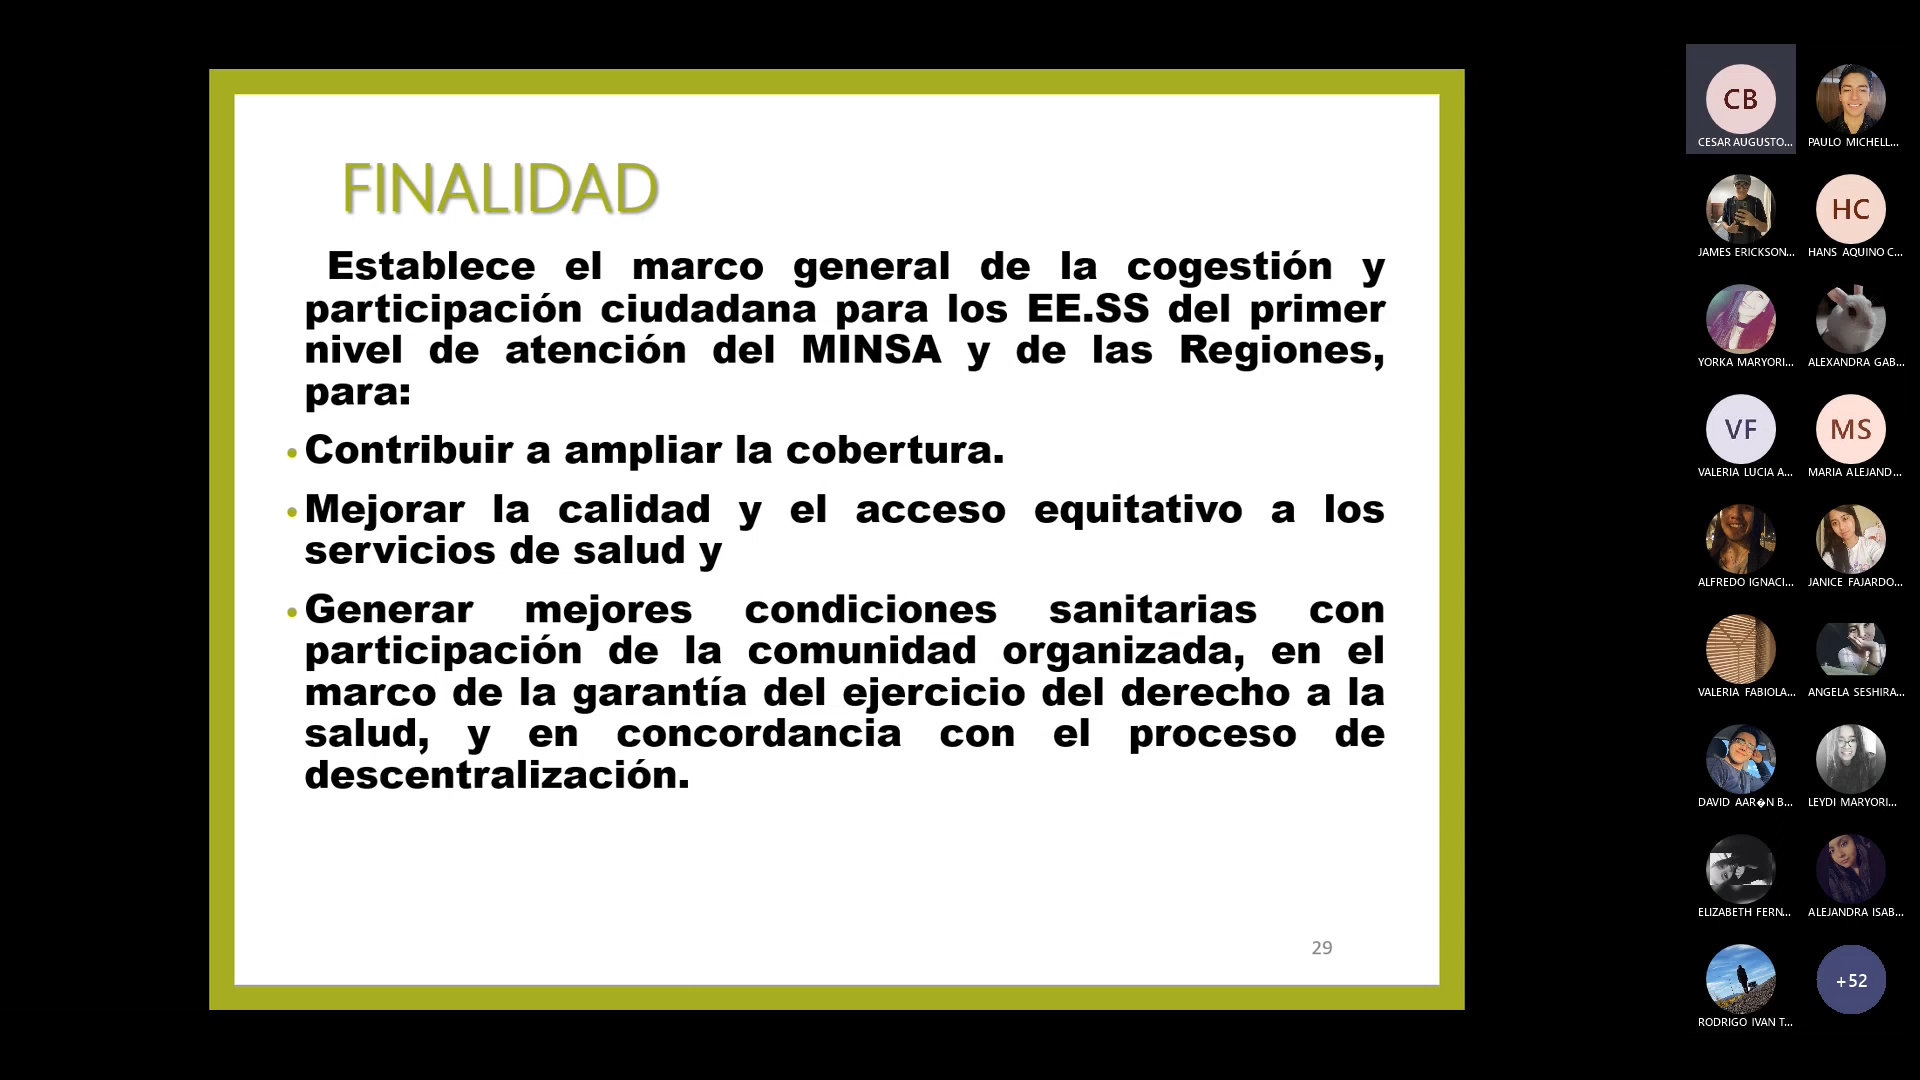 FINALIDAD
Establece el marco general de la cogestión y
participación ciudadana para los EE.SS del primer
nivel de atención del MINSA y de las Regiones,
para:
• Contribuir a ampliar la cobertura.
• Mejorar la calidad y el acceso equitativo a los
servicios de salud y
• Generar mejores condiciones sanitarias con
participación de la comunidad organizada, en el
marco de la garantía del ejercicio del derecho a la
salud, y en concordancia con el proceso de
descentralización.
29
CB
CESAR AUGUSTO...
PAULO MICHELL...
JAMES ERICKSON...
HC
HANS AQUINO C...
YORKA MARYORI...
ALEXANDRA GAB...
VF
VALERIA LUCIA A...
MS
MARIA ALEJAND...
ALFREDO IGNACI...
JANICE FAJARDO...
VALERIA FABIOLA...
ANGELA SESHIRA...
DAVID AAR�N B...
LEYDI MARYORI...
ELIZABETH FERN...
ALEJANDRA ISAB...
RODRIGO IVAN T...
+52